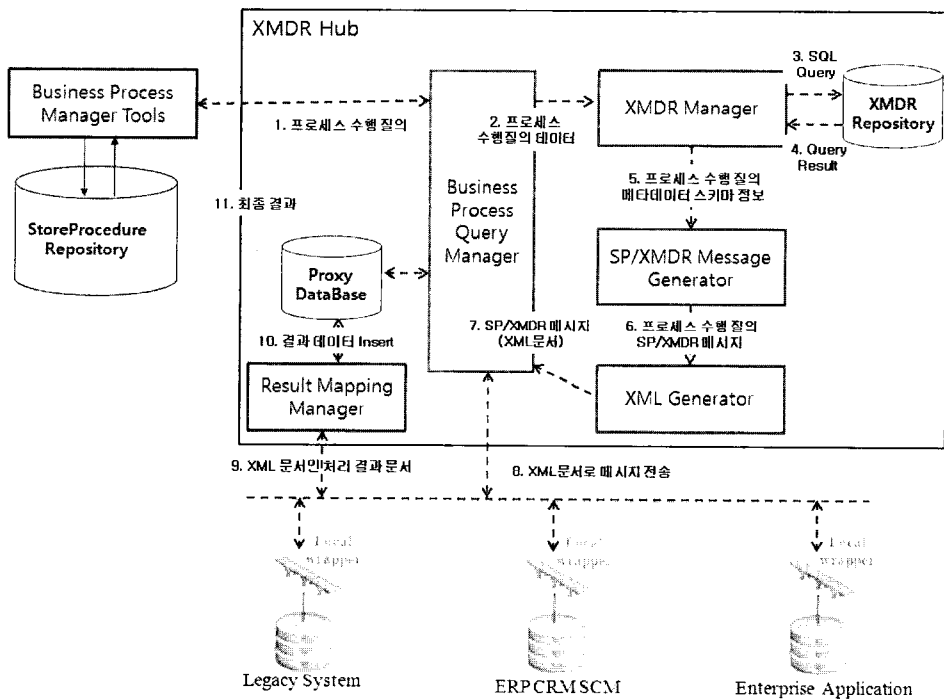 XMDR Hub
Business Process
Manager Tools
StoreProcedure
Repository
1. 프로세스 수행 질의
11. 최종 결과
Business
Process
Query
Manager
2. 프로세스
수행질의 데이터
XMDR Manager
3. SQL
Query
XMDR
Repository
4. Query
Result
5. 프로세스 수행 질의
메타데이터 스키마 정보
SP/XMDR Message
Generator
6. 프로세스 수행 질의
SP/XMDR 메시지
XML Generator
7. SP/XMDR 메시지
(XML문서)
Proxy
DataBase
10. 결과 데이터 Insert
Result Mapping
Manager
9. XML 문서인 처리 결과 문서
8. XML문서로 메시지 전송
Local
wrapper
Legacy System
Local
wrapper
ERP CRM SCM
Local
wrapper
Enterprise Application